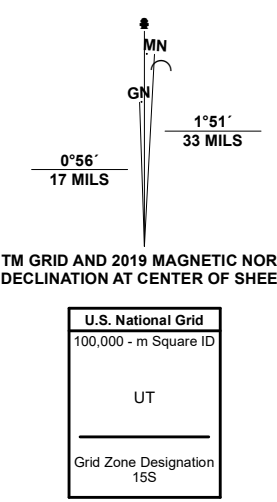 MN
GN
1°51´
33 MILS
0°56´
17 MILS
TM GRID AND 2019 MAGNETIC NOR
DECLINATION AT CENTER OF SHEE
U.S. National Grid
100,000 - m Square ID
UT
Grid Zone Designation
15S